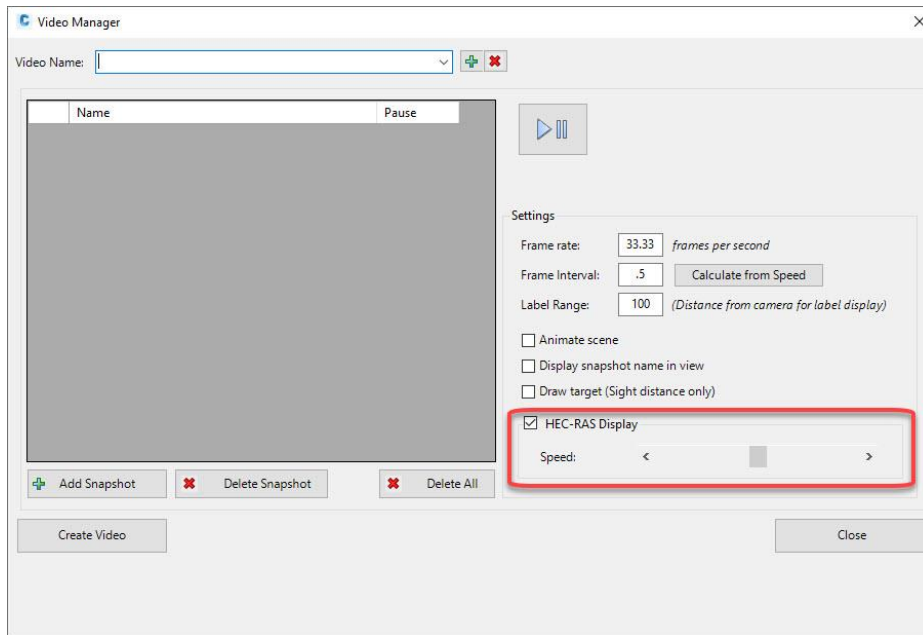 Video Manager
Video Name:
Name Pause
Settings
Frame rate: 33.33 frames per second
Frame Interval: .5 Calculate from Speed
Label Range: 100 (Distance from camera for label display)
Animate scene
Display snapshot name in view
Draw target (Sight distance only)
HEC-RAS Display
Speed: < >
Add Snapshot Delete Snapshot Delete All
Create Video Close